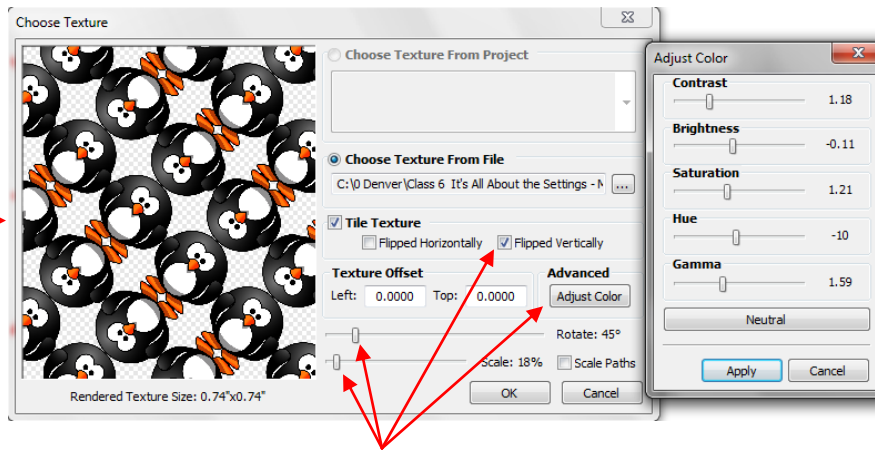 Choose Texture
Choose Texture From Project
Choose Texture From File
C:\0 Denver\Class 6 It's All About the Settings - N ...
Tile Texture
Flipped Horizontally Flipped Vertically
Texture Offset Advanced
Left: 0.0000 Top: 0.0000 Adjust Color
Rotate: 45°
Scale: 18% Scale Paths
Rendered Texture Size: 0.74"x0.74" OK Cancel
Adjust Color
Contrast
1.18
Brightness
-0.11
Saturation
1.21
Hue
-10
Gamma
1.59
Neutral
Apply Cancel